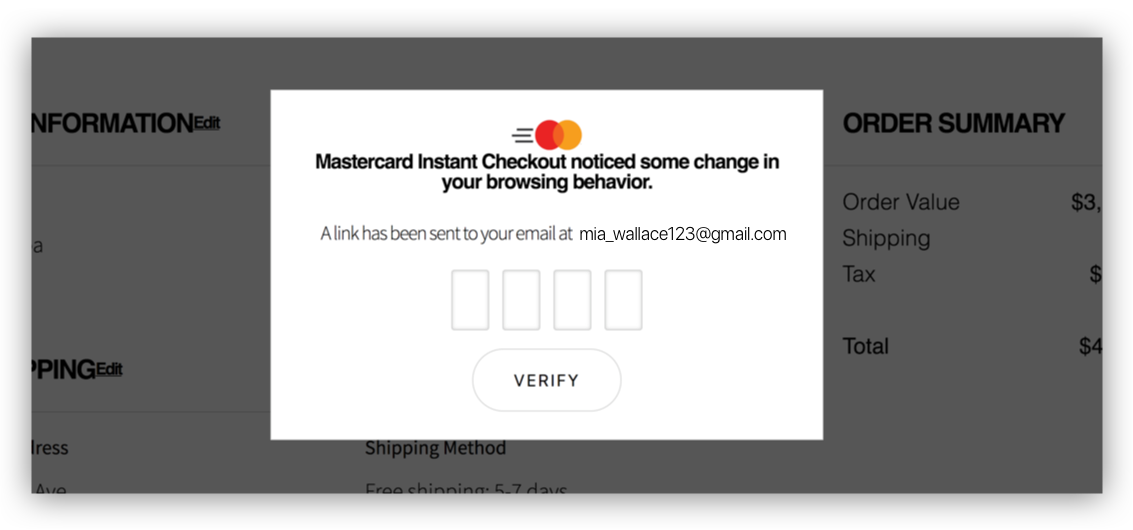 NFORMATIONEdit
ORDER SUMMARY
Mastercard Instant Checkout noticed some change in
your browsing behavior.
Order Value $3,
A link has been sent to your email at mia_wallace123@gmail.com
Shipping
a
Tax $
Total $4
PPINGEdit
VERIFY
dress
Shipping Method
Ave
Free shipping: 5-7 days